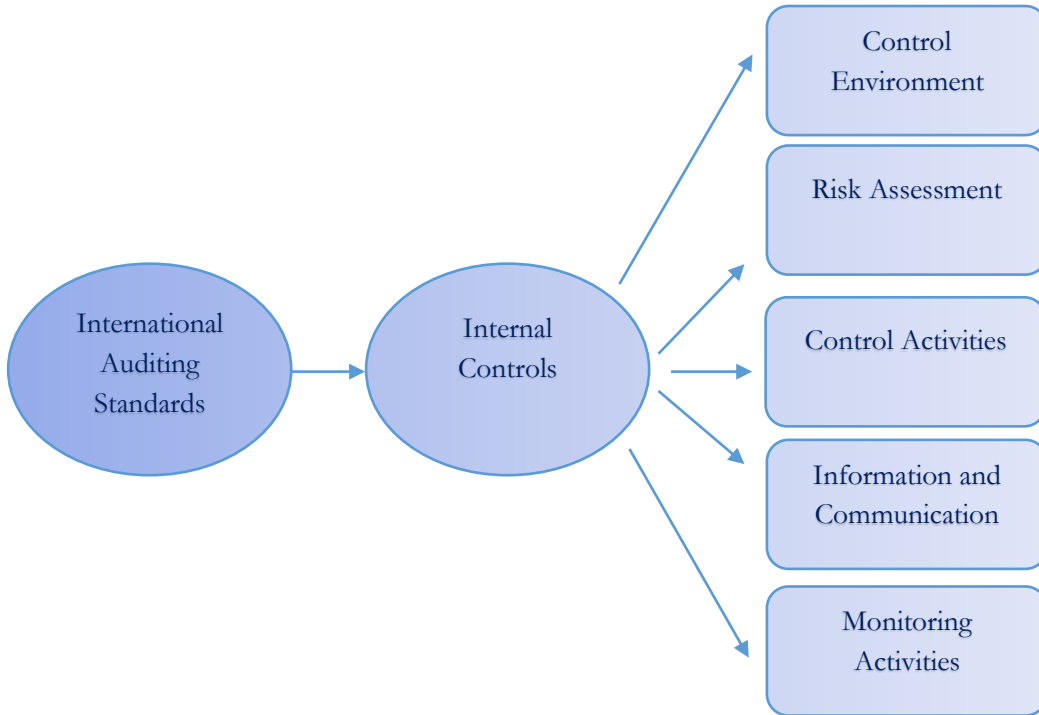 International
Auditing
Standards
Internal
Controls
Control
Environment
Risk Assessment
Control Activities
Information and
Communication
Monitoring
Activities